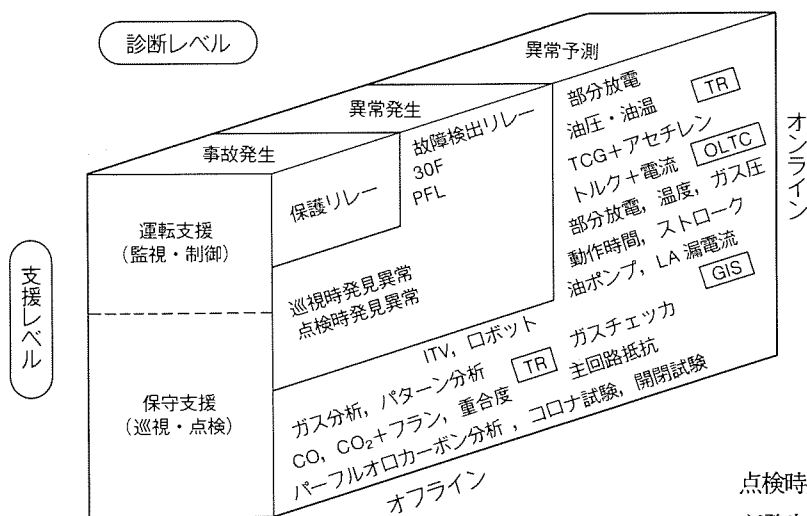 診断レベル
異常予測
異常発生
事故発生
運転支援
(監視・制御)
支援レベル
保守支援
(巡視・点検)
保護リレー
故障検出リレー
30F
PFL
巡視時発見異常
点検時発見異常
部分放電
油圧・油温
TR
TCG+アセチレン
トルク+電流
OLTC
部分放電,温度,ガス圧
動作時間,ストローク
油ポンプ,LA漏電流
GIS
ITV,ロボット
ガスチェッカ
主回路抵抗
ガス分析,パターン分析
TR
CO,CO₂+フラン,重合度
パーフルオロカーボン分析,コロナ試験,開閉試験
オンライン
オフライン
点検時